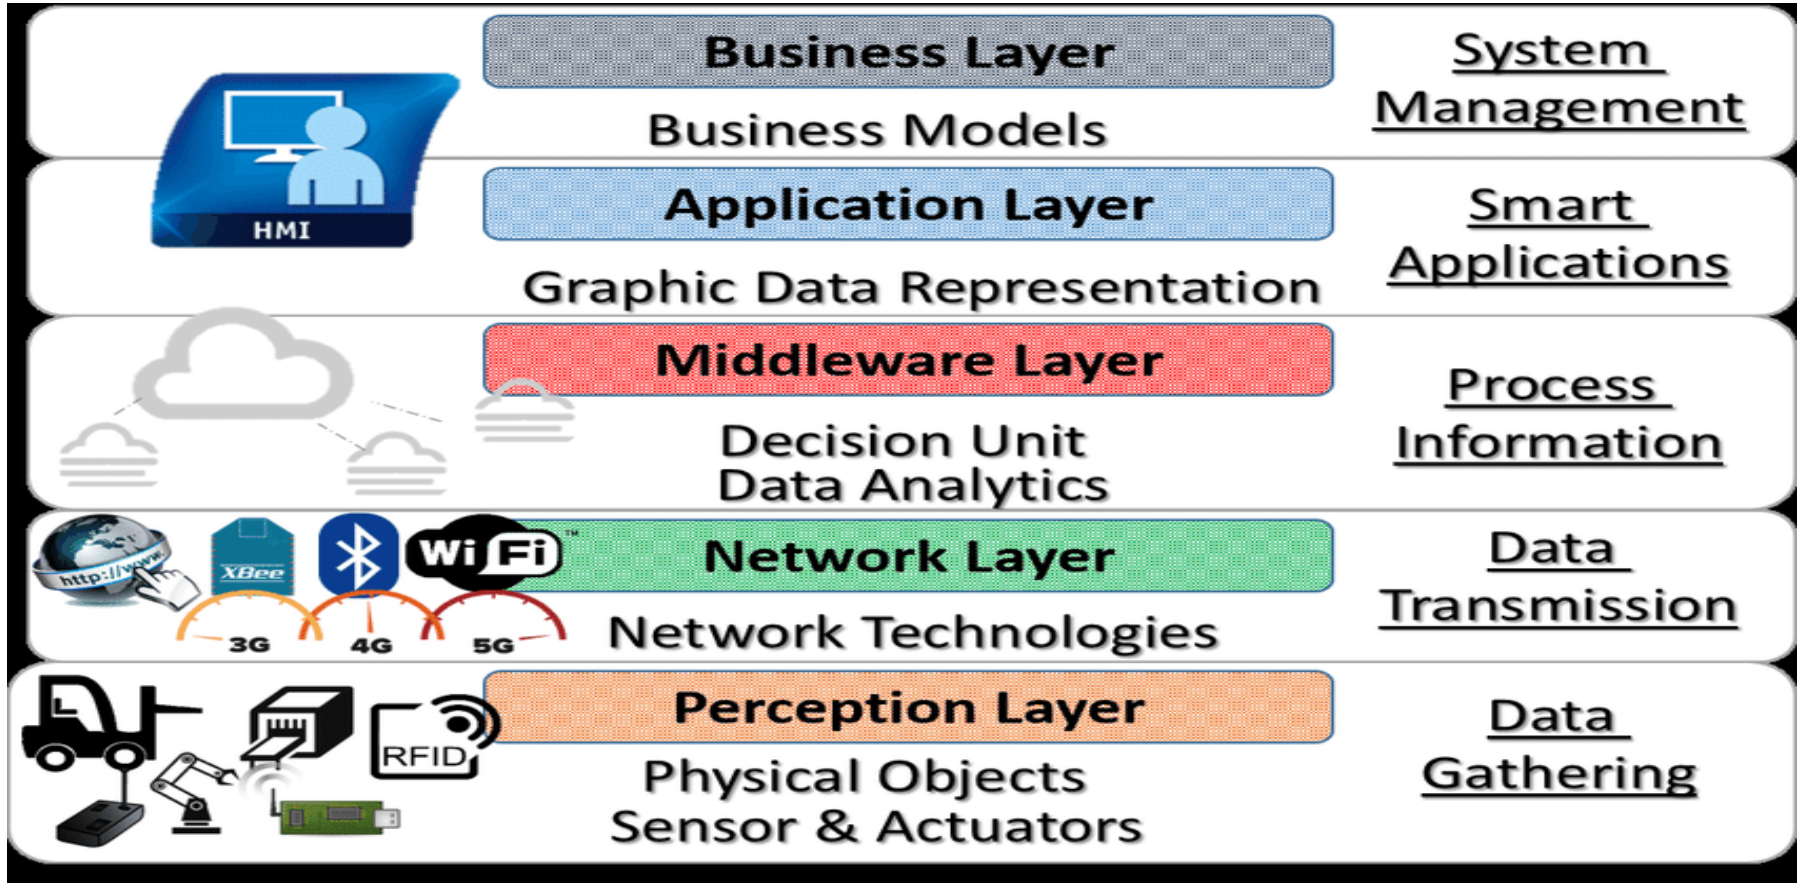 Business Layer
Business Models
System
Management
HMI
Application Layer
Graphic Data Representation
Smart
Applications
Middleware Layer
Decision Unit
Data Analytics
Process
Information
http://www.
XBee
Wi Fi™
3G
4G
5G
Network Layer
Network Technologies
Data
Transmission
RFID
Perception Layer
Physical Objects
Sensor & Actuators
Data
Gathering